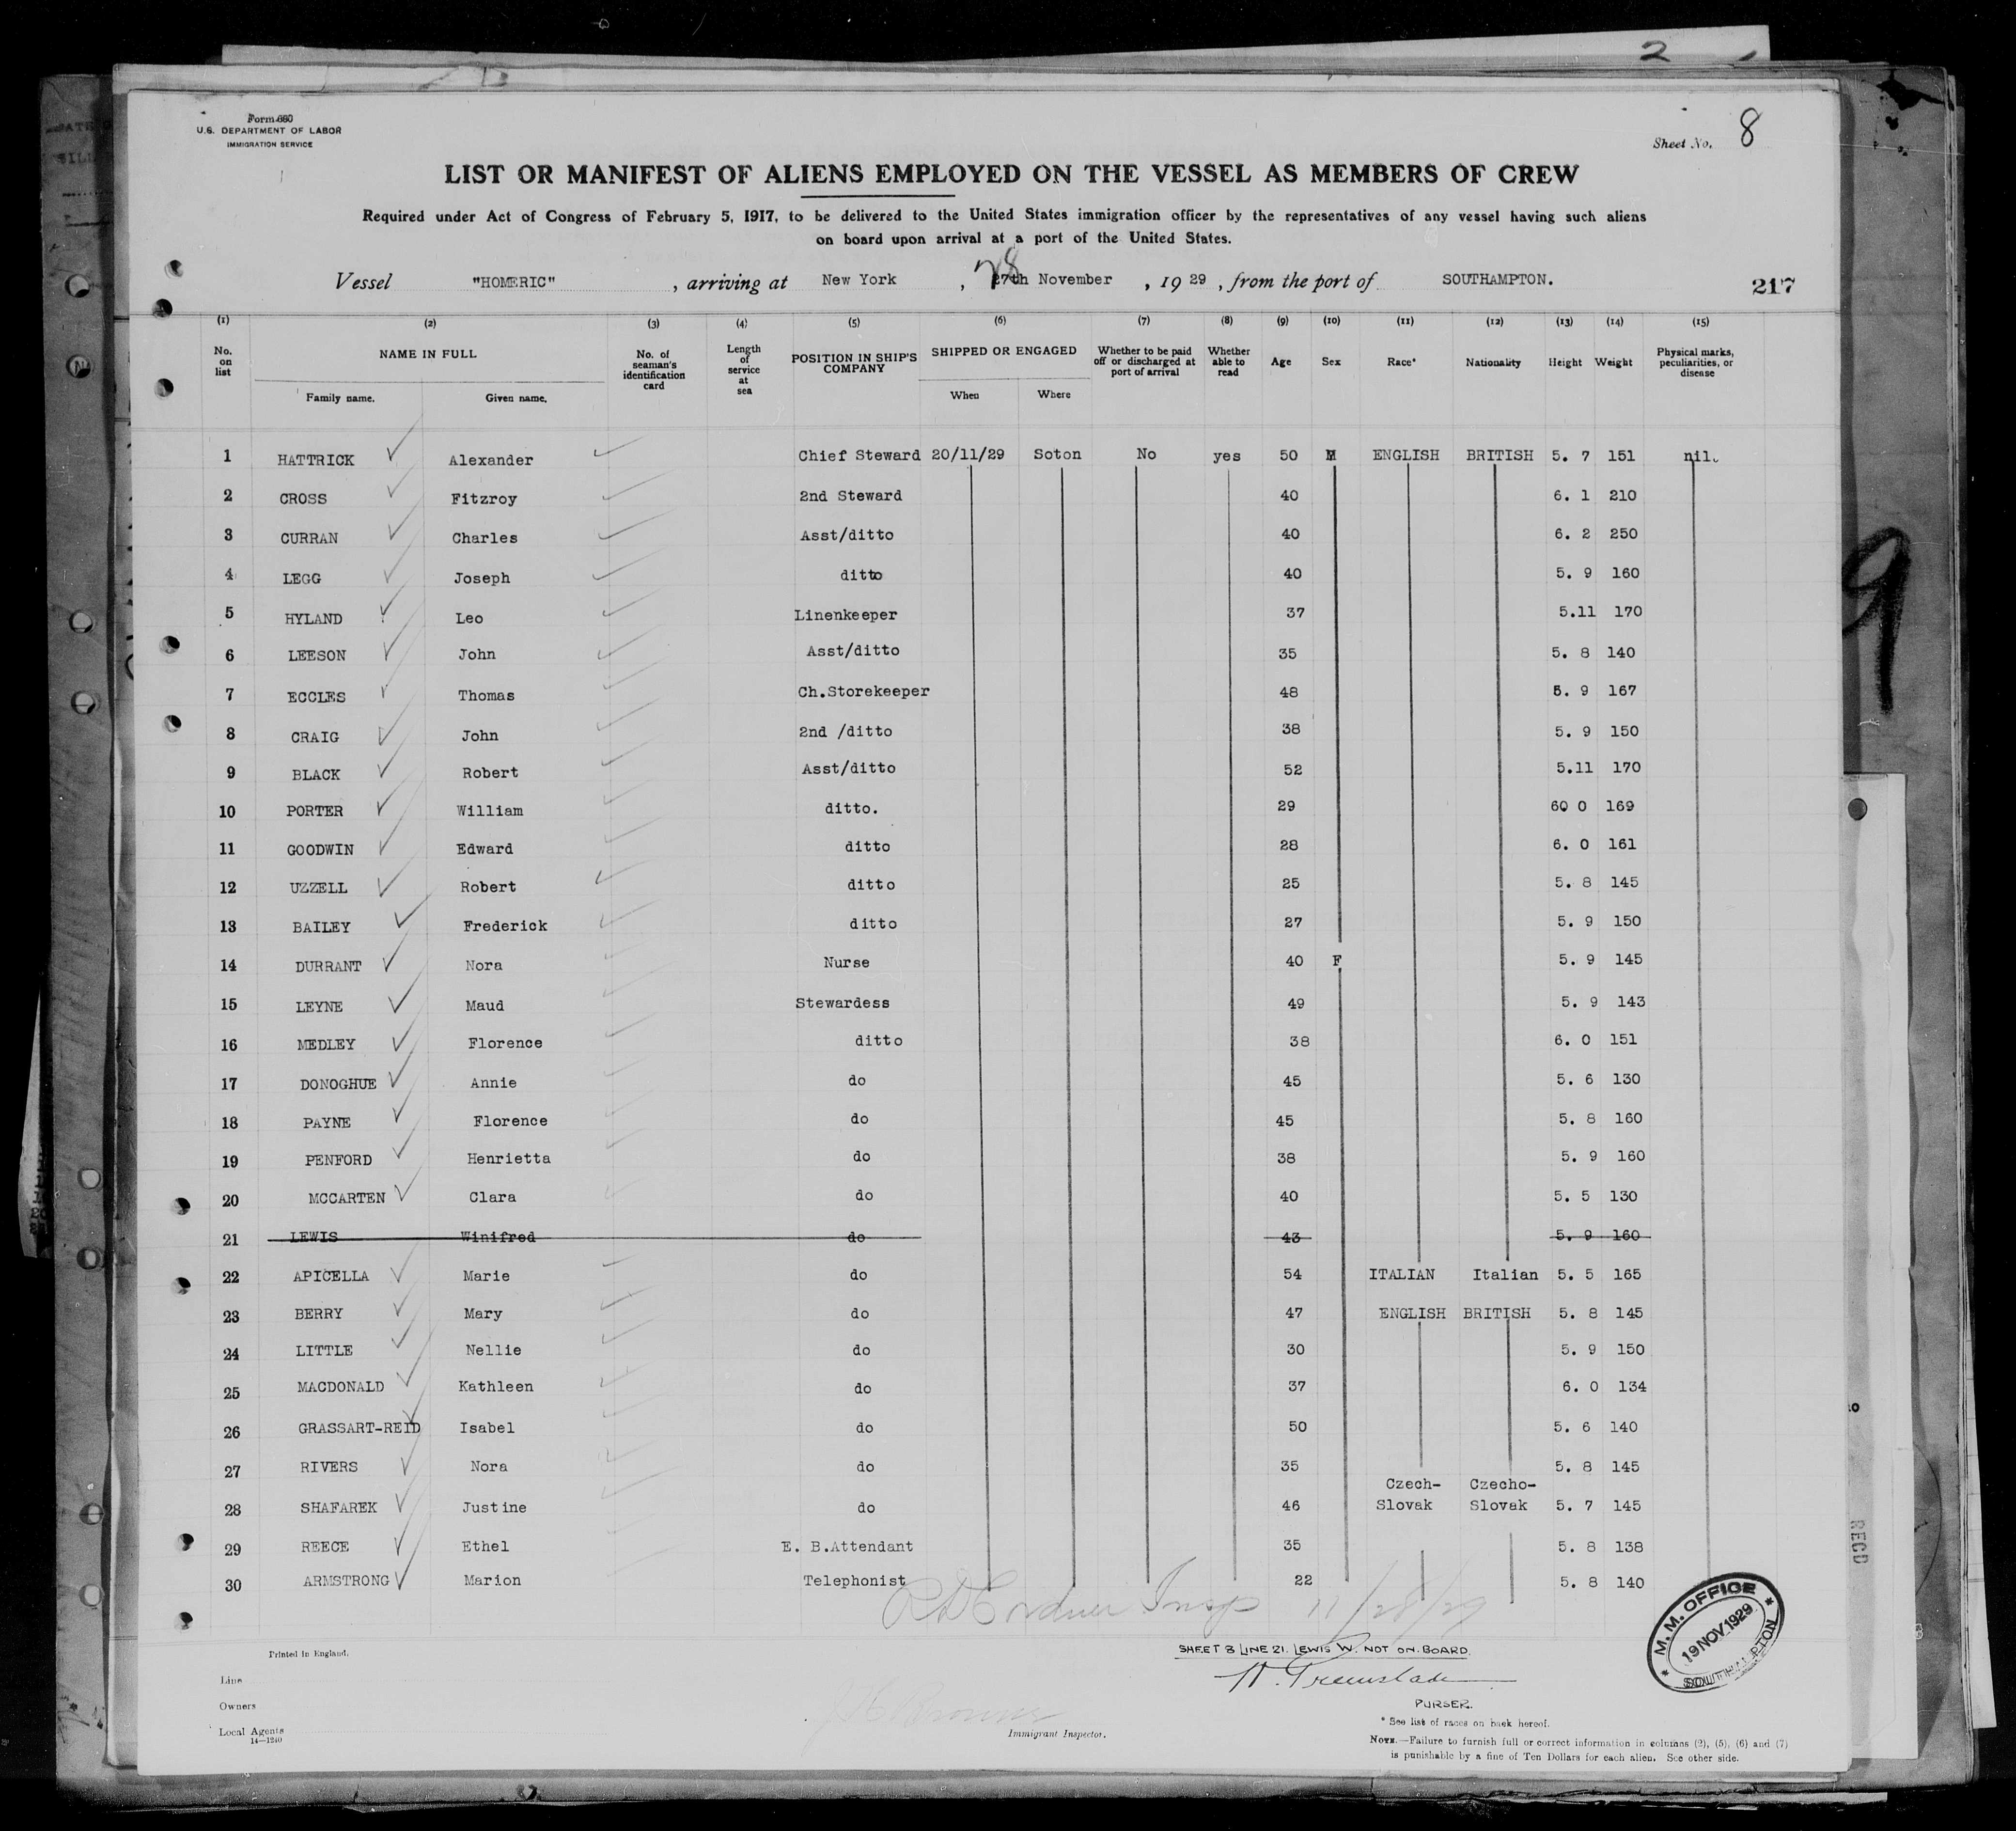 2
Form 680
U.S. DEPARTMENT OF LABOR
IMMIGRATION SERVICE
Sheet No. 8
LIST OR MANIFEST OF ALIENS EMPLOYED ON THE VESSEL AS MEMBERS OF CREW
Required under Act of Congress of February 5, 1917, to be delivered to the United States immigration officer by the representatives of any vessel having such aliens
on board upon arrival at a port of the United States.
28
Vessel "HOMERIC" , arriving at New York , 27th November , 19 29 , from the port of SOUTHAMPTON. 217
(1) (2) (3) (4) (5) (6) (7) (8) (9) (10) (11) (12) (13) (14) (15)
No. on list NAME IN FULL No. of seaman's identification card Length of service at sea POSITION IN SHIP'S COMPANY SHIPPED OR ENGAGED Whether to be paid off or discharged at port of arrival Whether able to read Age Sex Race* Nationality Height Weight Physical marks, peculiarities, or disease
Family name. Given name. When Where
1 HATTRICK Alexander Chief Steward 20/11/29 Soton No yes 50 M ENGLISH BRITISH 5. 7 151 nil.
2 CROSS Fitzroy 2nd Steward 40 6. 1 210
3 CURRAN Charles Asst/ditto 40 6. 2 250
4 LEGG Joseph ditto 40 5. 9 160
5 HYLAND Leo Linenkeeper 37 5.11 170
6 LEESON John Asst/ditto 35 5. 8 140
7 ECCLES Thomas Ch.Storekeeper 48 5. 9 167
8 CRAIG John 2nd /ditto 38 5. 9 150
9 BLACK Robert Asst/ditto 52 5.11 170
10 PORTER William ditto. 29 60 0 169
11 GOODWIN Edward ditto 28 6. 0 161
12 UZZELL Robert ditto 25 5. 8 145
13 BAILEY Frederick ditto 27 5. 9 150
14 DURRANT Nora Nurse 40 F 5. 9 145
15 LEYNE Maud Stewardess 49 5. 9 143
16 MEDLEY Florence ditto 38 6. 0 151
17 DONOGHUE Annie do 45 5. 6 130
18 PAYNE Florence do 45 5. 8 160
19 PENFORD Henrietta do 38 5. 9 160
20 MCCARTEN Clara do 40 5. 5 130
21 LEWIS Winifred do 43 5. 9 160
22 APICELLA Marie do 54 ITALIAN Italian 5. 5 165
23 BERRY Mary do 47 ENGLISH BRITISH 5. 8 145
24 LITTLE Nellie do 30 5. 9 150
25 MACDONALD Kathleen do 37 6. 0 134
26 GRASSART-REID Isabel do 50 5. 6 140
27 RIVERS Nora do 35 5. 8 145
Czech- Czecho-
28 SHAFAREK Justine do 46 Slovak Slovak 5. 7 145
29 REECE Ethel E. B.Attendant 35 5. 8 138
30 ARMSTRONG Marion Telephonist 22 5. 8 140
Insp 11/28/29
M. M. OFFICE
19 NOV 1929
SOUTHAMPTON
RECD
SHEET 8 LINE 21. LEWIS W. NOT ON BOARD.
PURSER.
Printed in England.
Line
Owners
Local Agents
14—1240
Immigrant Inspector.
* See list of races on back hereof.
NOTE.—Failure to furnish full or correct information in columns (2), (5), (6) and (7)
is punishable by a fine of Ten Dollars for each alien. See other side.
9